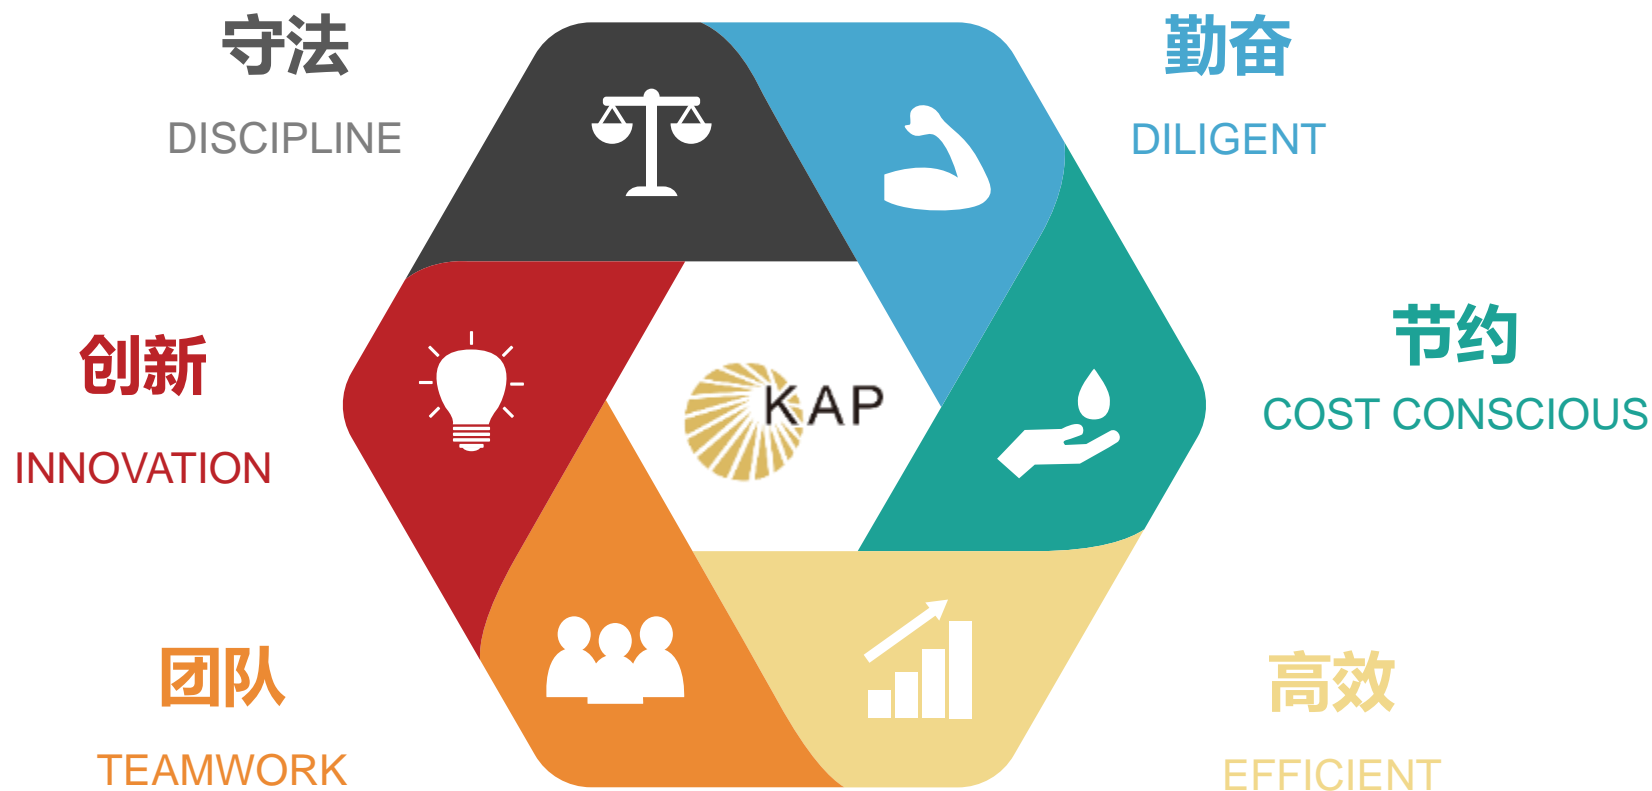 守法
DISCIPLINE
勤奋
DILIGENT
创新
INNOVATION
KAP
节约
COST CONSCIOUS
团队
TEAMWORK
高效
EFFICIENT